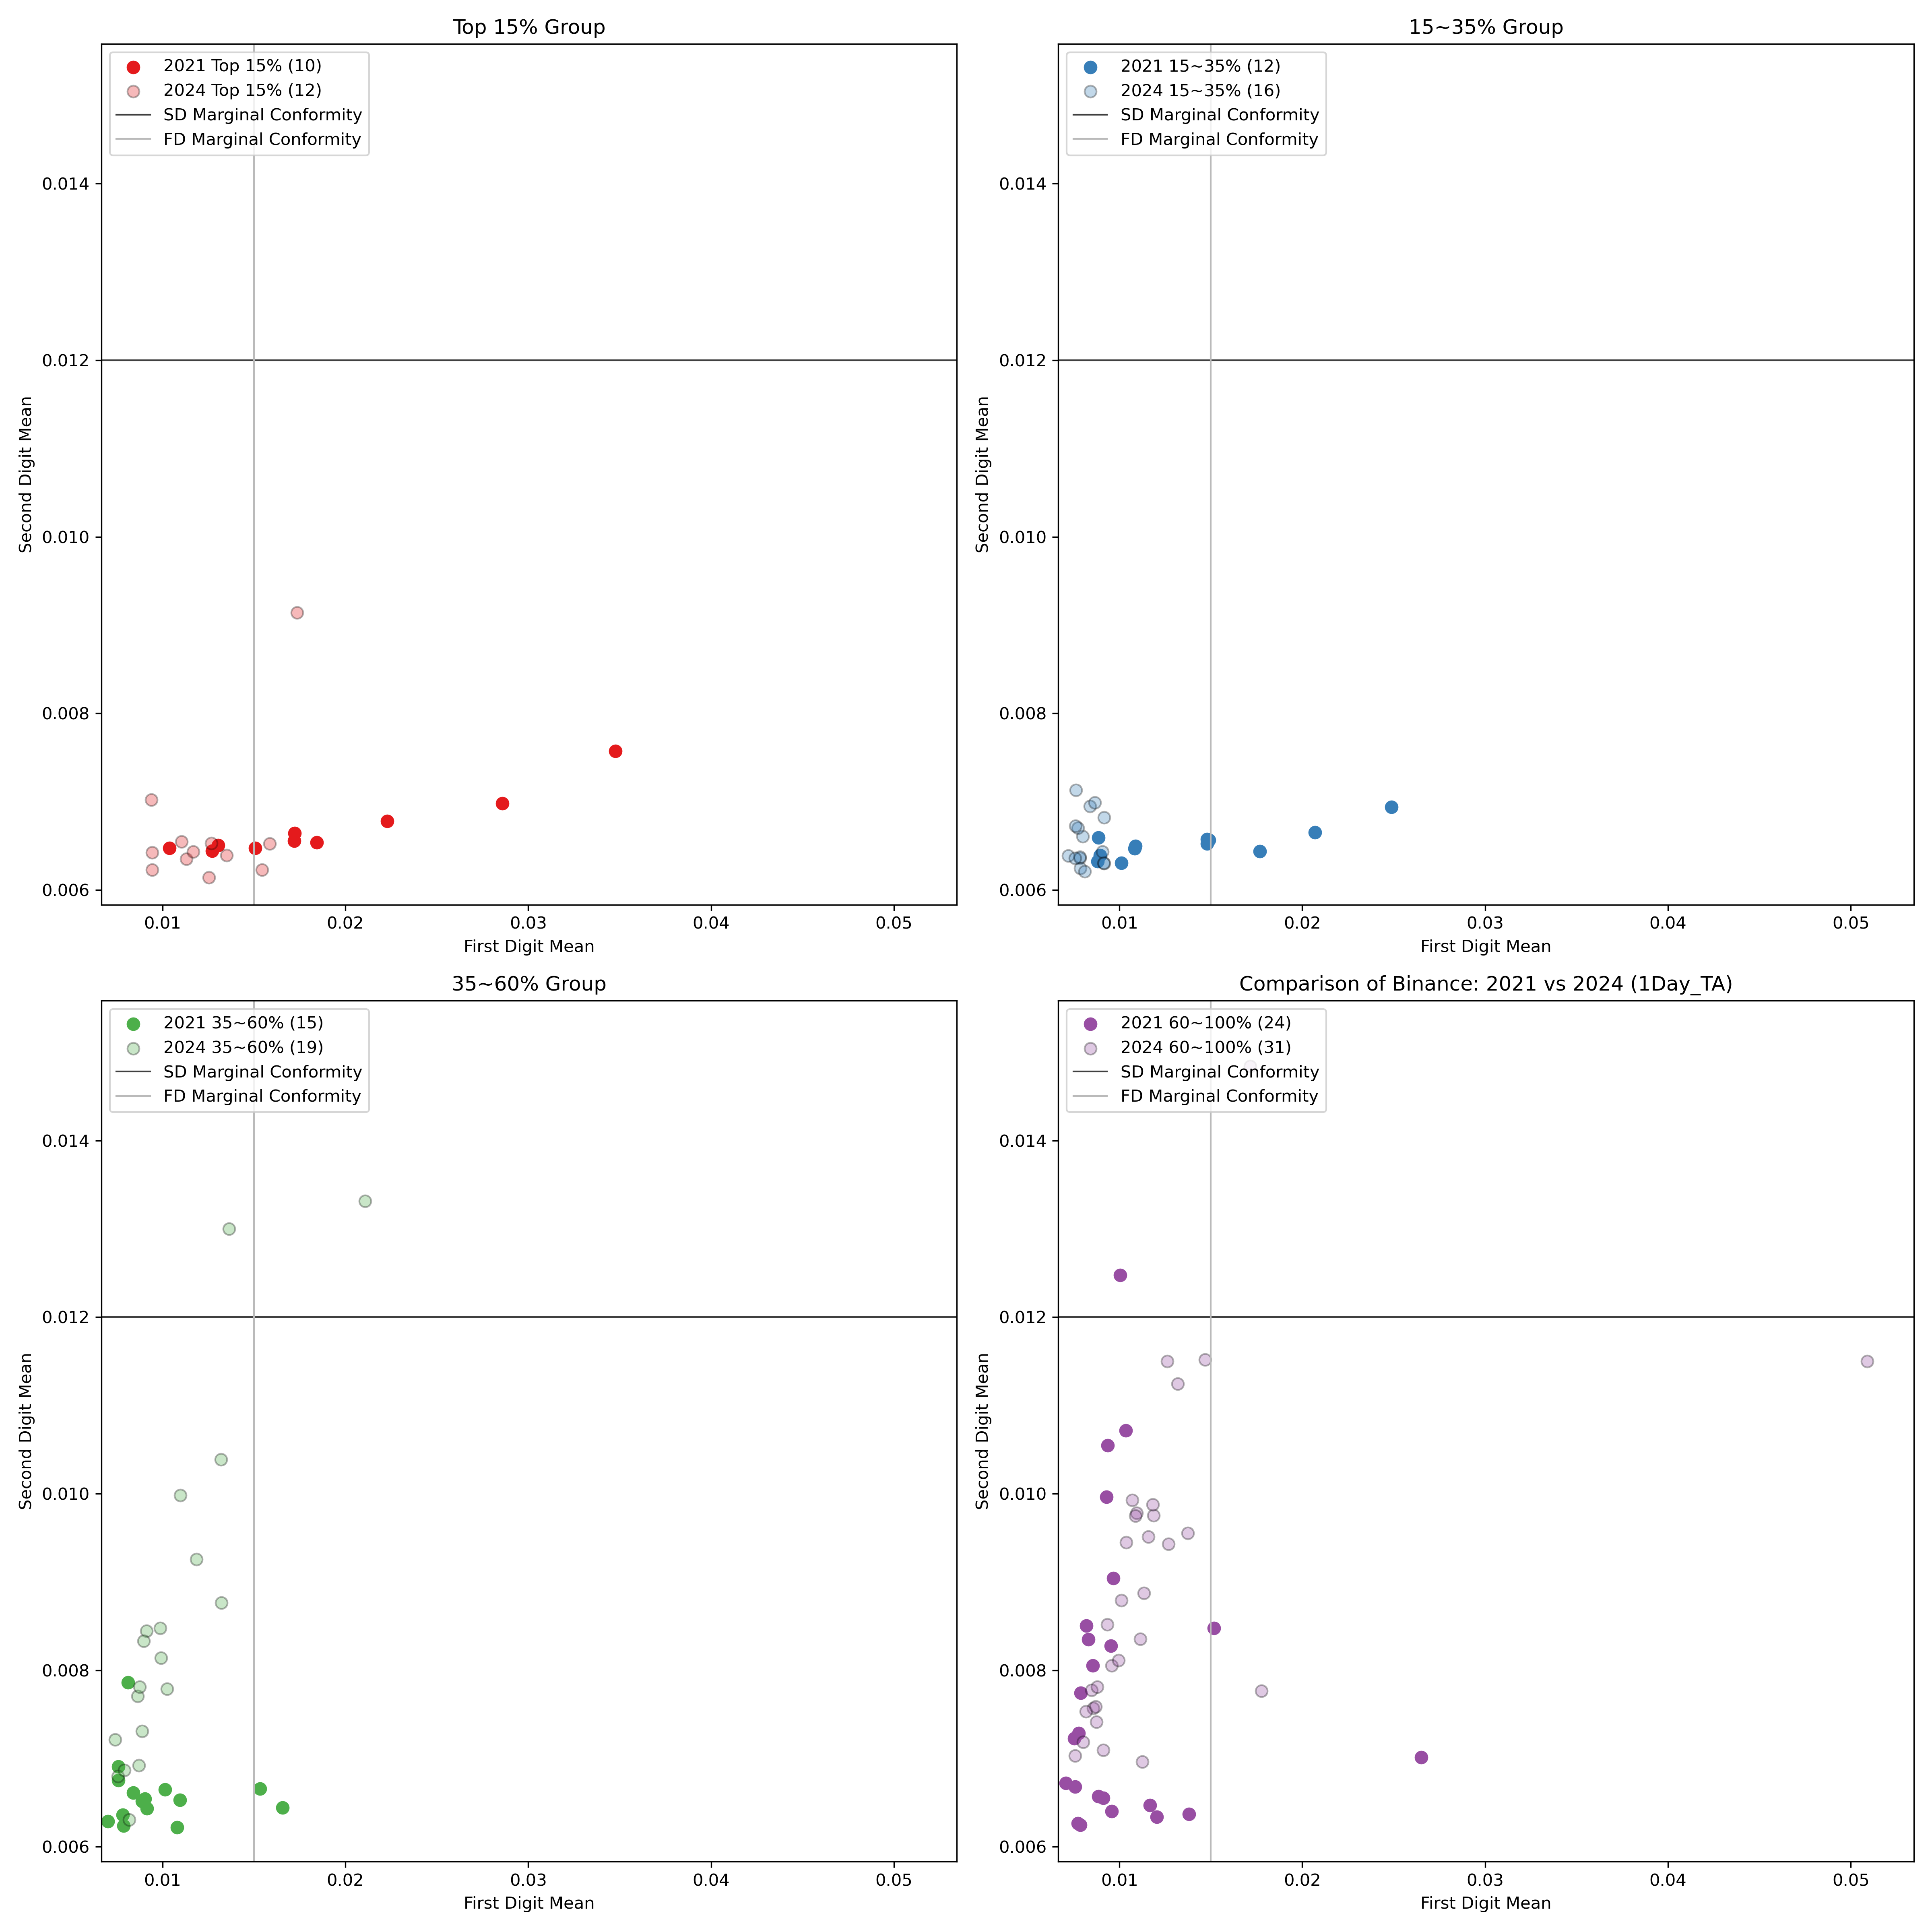 Top 15% Group
2021 Top 15% (10)
2024 Top 15% (12)
SD Marginal Conformity
FD Marginal Conformity
0.014
0.012
0.010
0.008
0.006
Second Digit Mean
0.01 0.02 0.03 0.04 0.05
First Digit Mean
15~35% Group
2021 15~35% (12)
2024 15~35% (16)
SD Marginal Conformity
FD Marginal Conformity
0.014
0.012
0.010
0.008
0.006
Second Digit Mean
0.01 0.02 0.03 0.04 0.05
First Digit Mean
35~60% Group
2021 35~60% (15)
2024 35~60% (19)
SD Marginal Conformity
FD Marginal Conformity
0.014
0.012
0.010
0.008
0.006
Second Digit Mean
0.01 0.02 0.03 0.04 0.05
First Digit Mean
Comparison of Binance: 2021 vs 2024 (1Day_TA)
2021 60~100% (24)
2024 60~100% (31)
SD Marginal Conformity
FD Marginal Conformity
0.014
0.012
0.010
0.008
0.006
Second Digit Mean
0.01 0.02 0.03 0.04 0.05
First Digit Mean